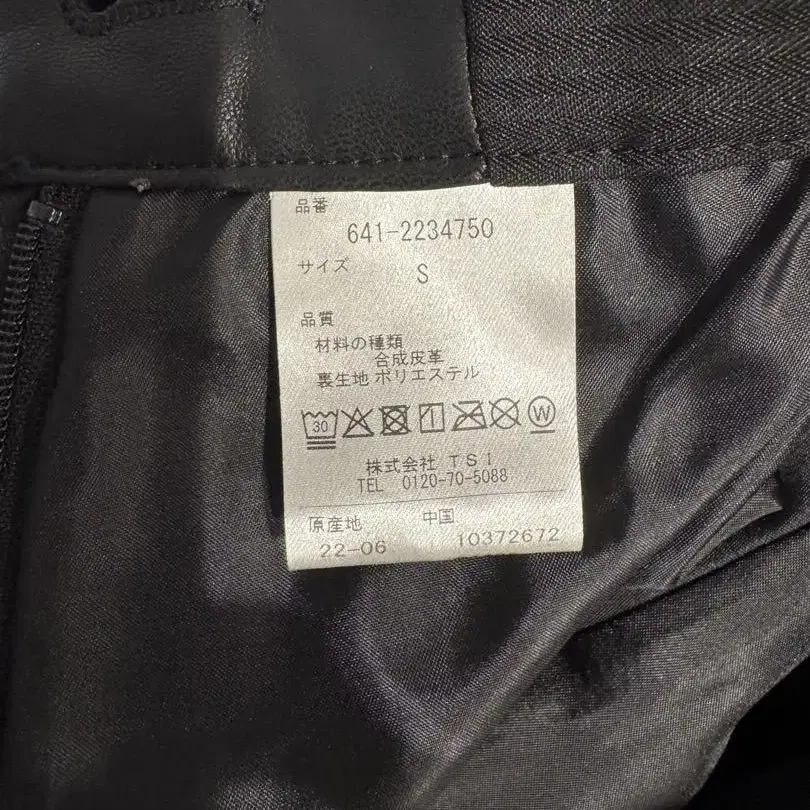 品番
641-2234750
サイズ
S
品質
材料の種類
合成皮革
裏生地 ポリエステル
30 W
株式会社 TSI
TEL 0120-70-5088
原産地 中国
22-06 10372672